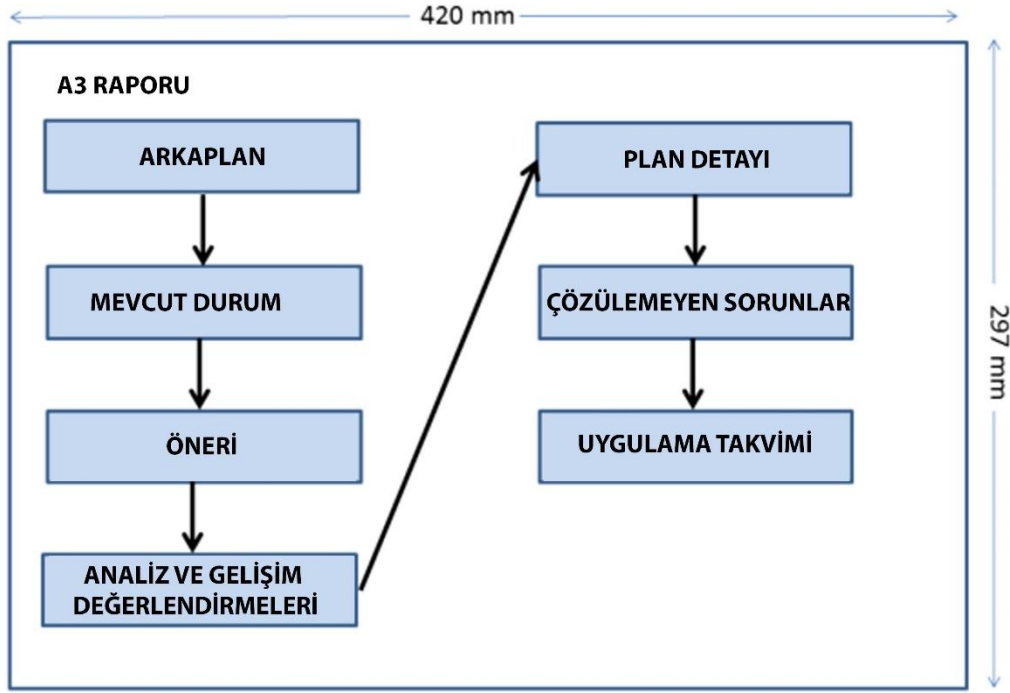 420 mm
A3 RAPORU
ARKAPLAN
MEVCUT DURUM
ÖNERİ
ANALİZ VE GELİŞİM
DEĞERLENDİRMELERİ
PLAN DETAYI
ÇÖZÜLEMEYEN SORUNLAR
UYGULAMA TAKVİMİ
297 mm